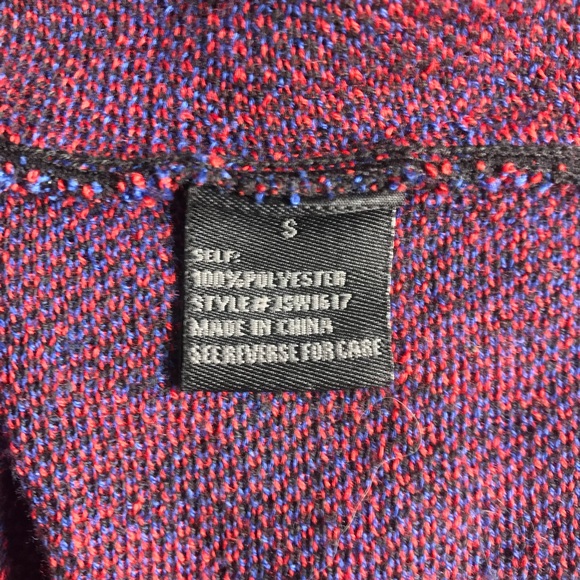 S
SELF:
100%POLYESTER
STYLE# JSW1617
MADE IN CHINA
SEE REVERSE FOR CARE